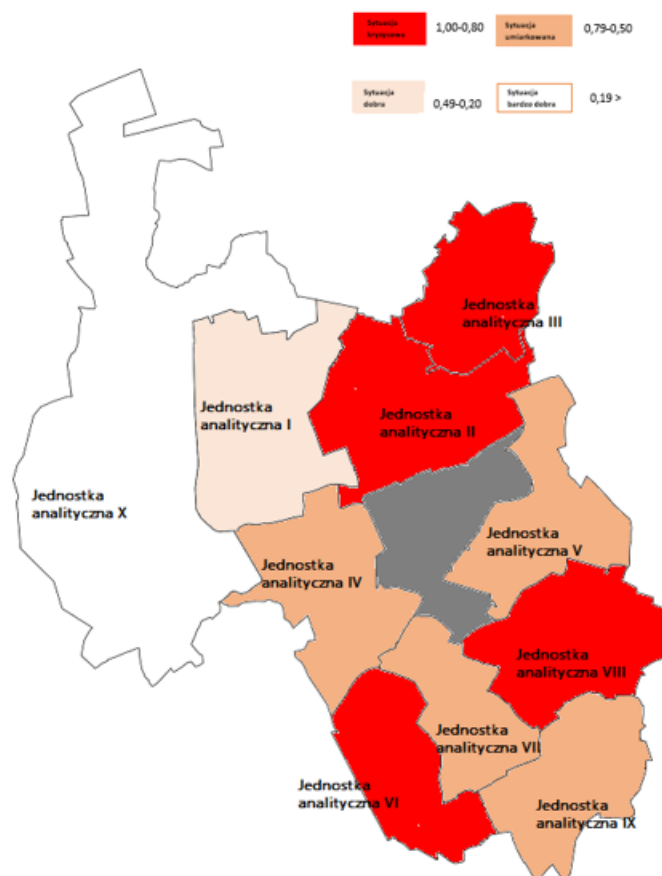 Sytuacja
kryzysowa
1,00-0,80
Sytuacja
umiarkowana
0,79-0,50
Sytuacja
dobra
0,49-0,20
Sytuacja
bardzo dobra
0,19 >
Jednostka
analityczna III
Jednostka
analityczna I
Jednostka
analityczna II
Jednostka
analityczna X
Jednostka
analityczna V
Jednostka
analityczna IV
Jednostka
analityczna VIII
Jednostka
analityczna VII
Jednostka
analityczna VI
Jednostka
analityczna IX